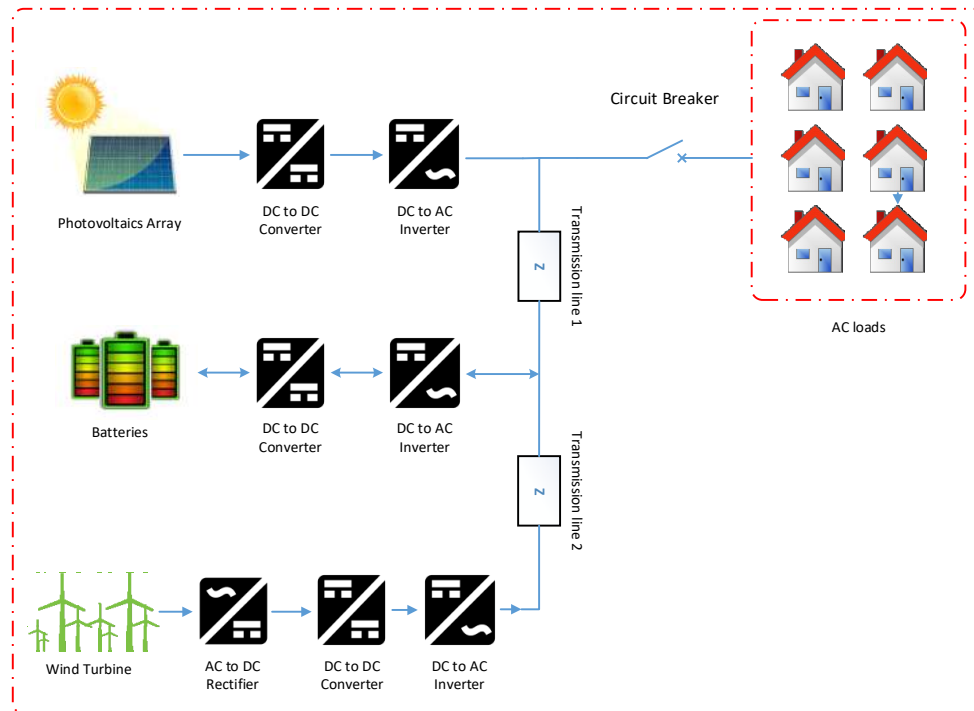 Circuit Breaker
Photovoltaics Array
DC to DC
Converter
DC to AC
Inverter
Z
Transmission line 1
AC loads
Batteries
DC to DC
Converter
DC to AC
Inverter
Z
Transmission line 2
Wind Turbine
AC to DC
Rectifier
DC to DC
Converter
DC to AC
Inverter